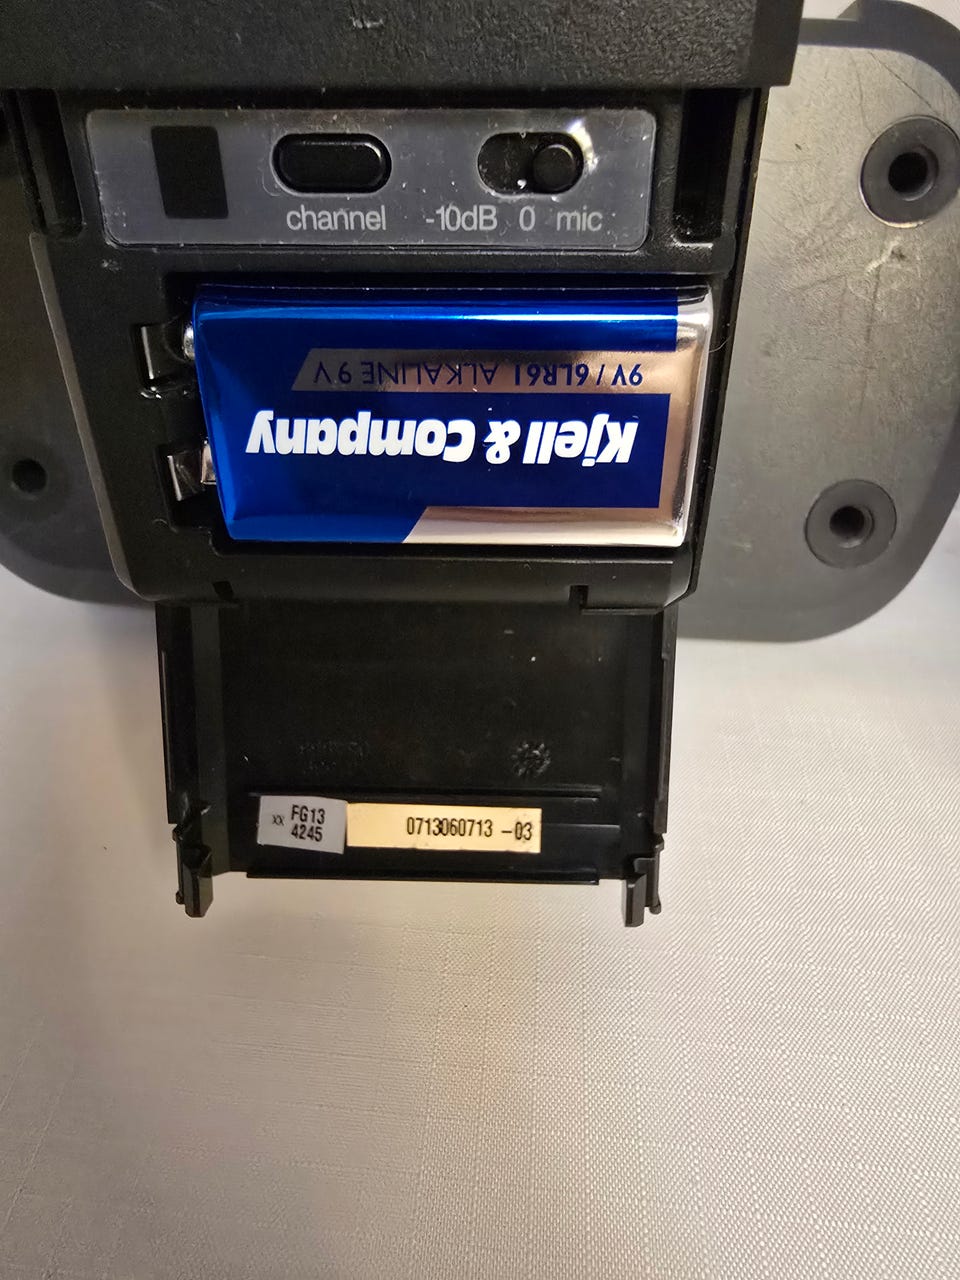 channel -10dB 0 mic
Kjell & Company
9V / 6LR61 ALKALINE 9 V
XX FG13
4245
0713060713 -03